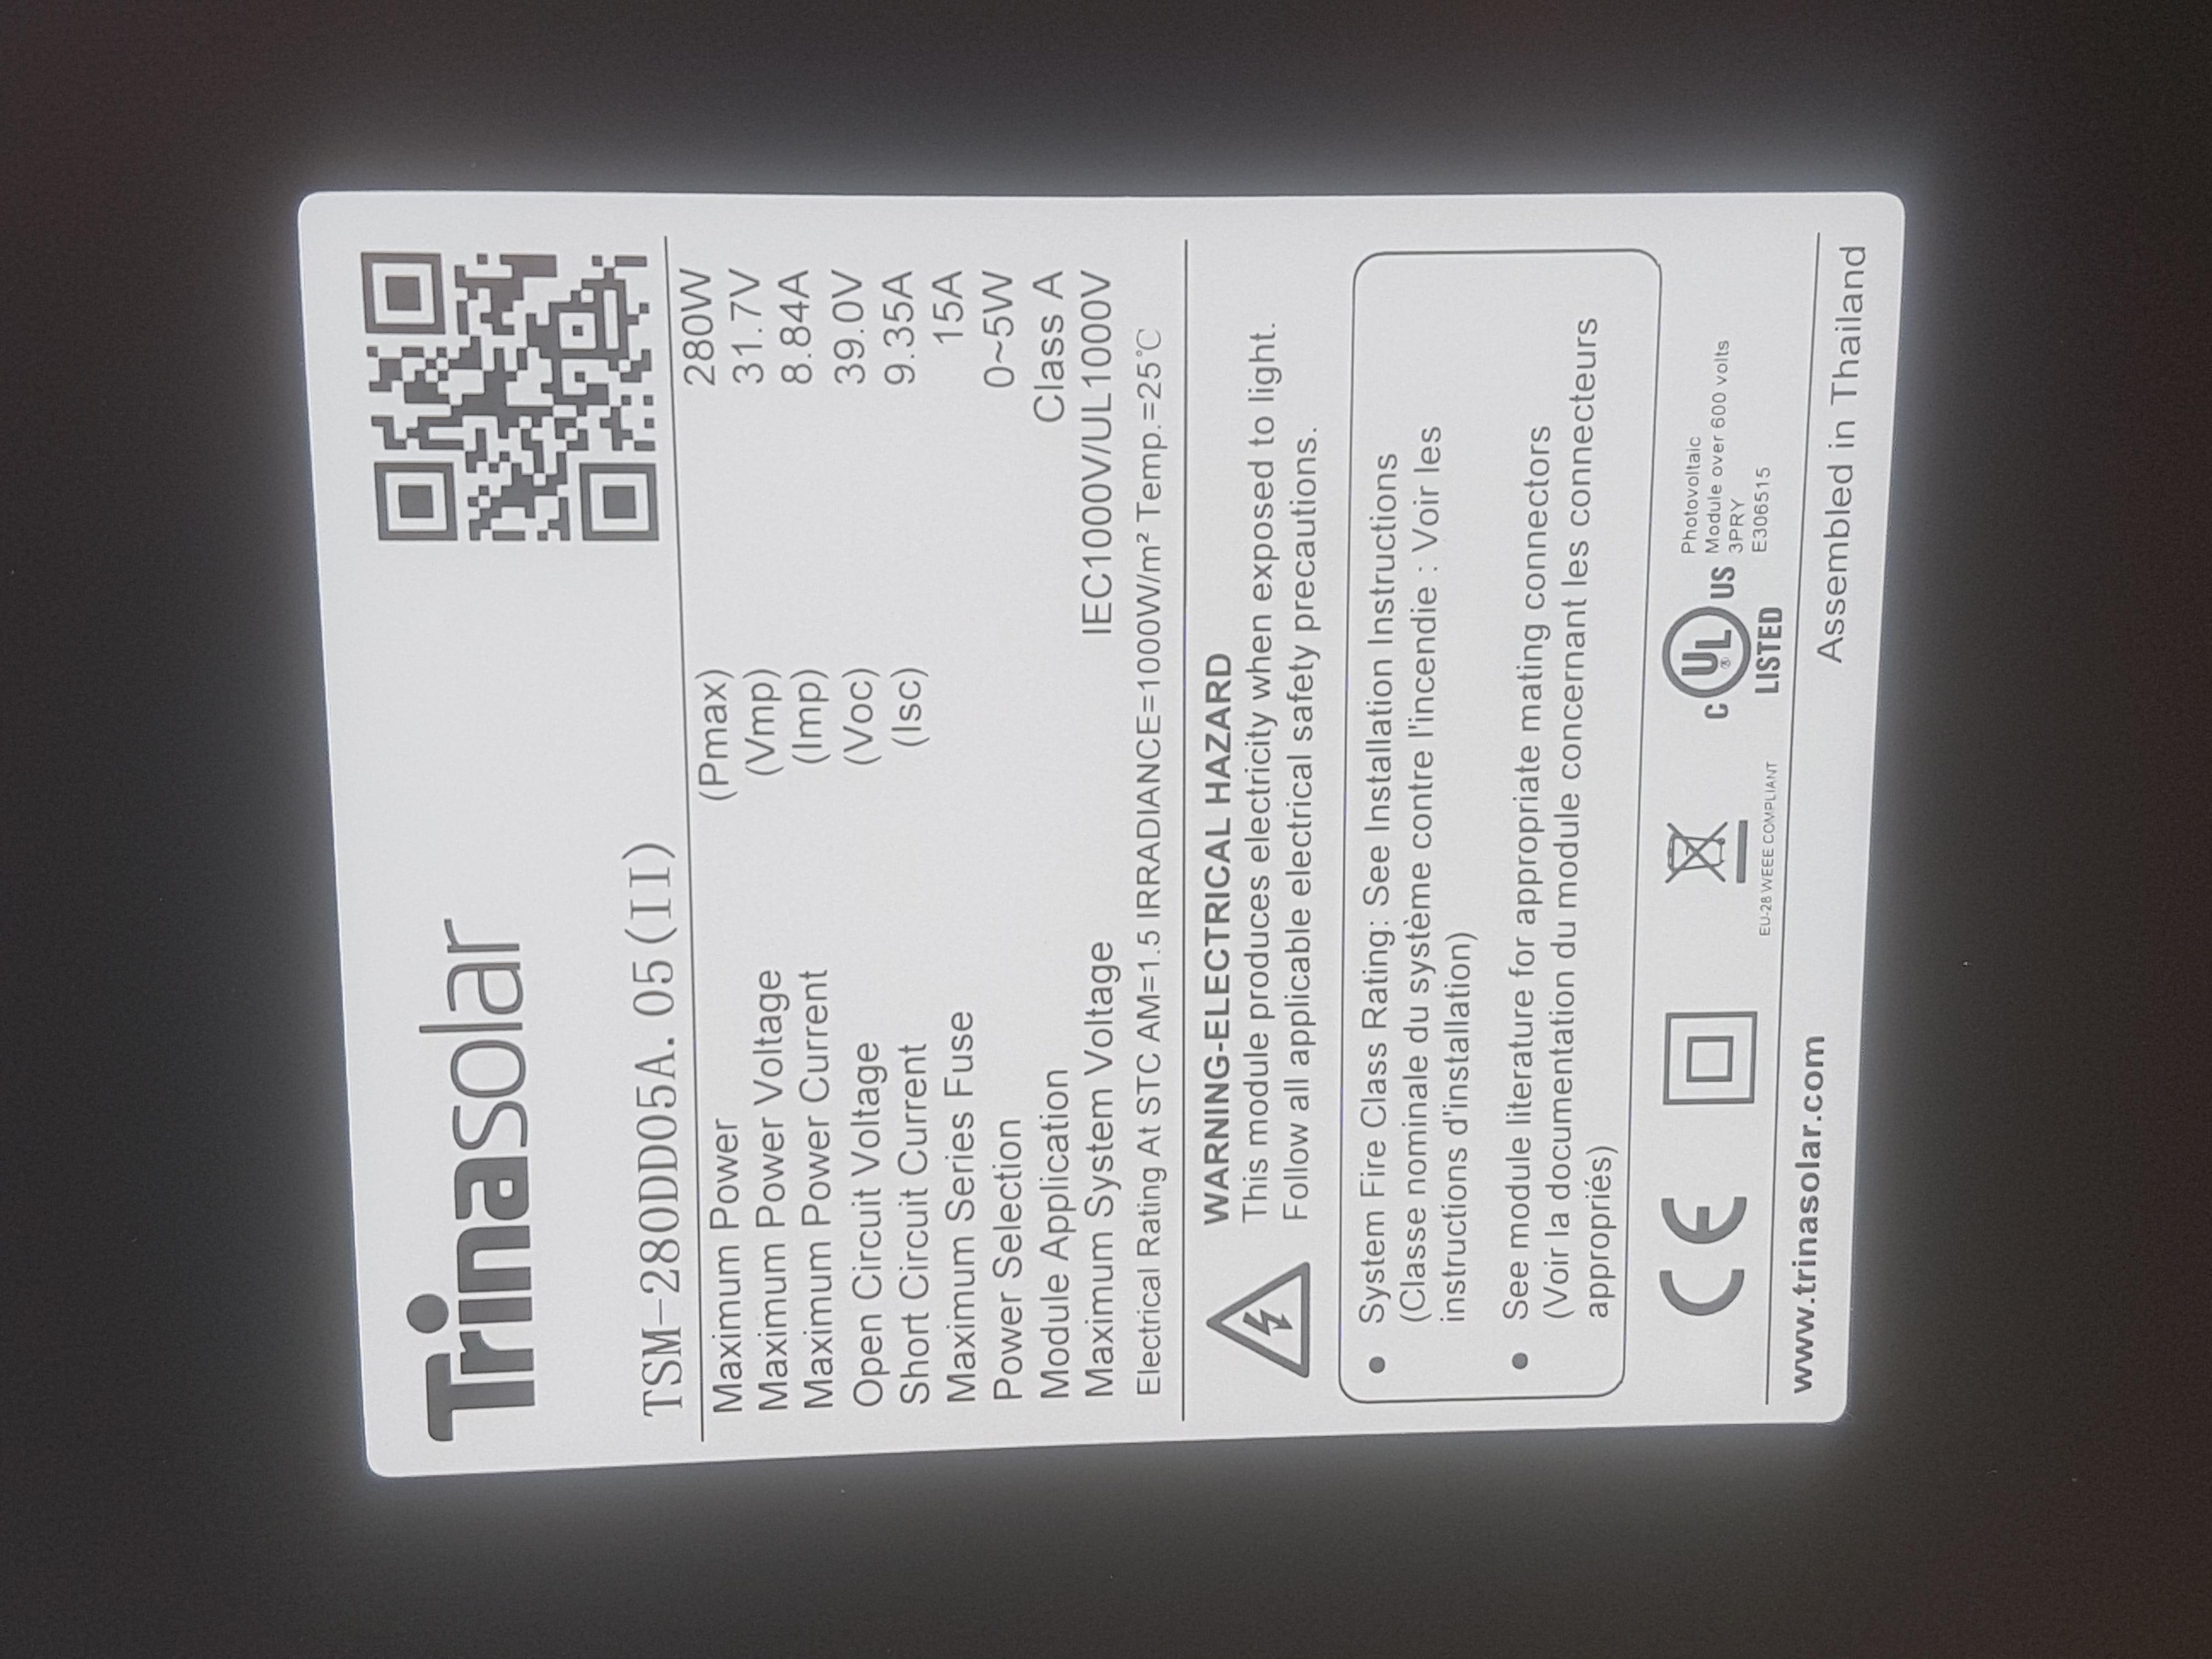 Trinasolar
TSM-280DD05A.05(II)
Maximum Power (Pmax) 280W
Maximum Power Voltage (Vmp) 31.7V
Maximum Power Current (Imp) 8.84A
Open Circuit Voltage (Voc) 39.0V
Short Circuit Current (Isc) 9.35A
Maximum Series Fuse 15A
Power Selection 0~5W
Module Application Class A
Maximum System Voltage IEC1000V/UL1000V
Electrical Rating At STC AM=1.5 IRRADIANCE=1000W/m² Temp.=25℃
WARNING-ELECTRICAL HAZARD
This module produces electricity when exposed to light.
Follow all applicable electrical safety precautions.
● System Fire Class Rating: See Installation Instructions
(Classe nominale du système contre l'incendie : Voir les
instructions d'installation)
● See module literature for appropriate mating connectors
(Voir la documentation du module concernant les connecteurs
appropriés)
CE
EU-28 WEEE COMPLIANT
C UL® US
LISTED
Photovoltaic
Module over 600 volts
3PRY
E306515
www.trinasolar.com
Assembled in Thailand